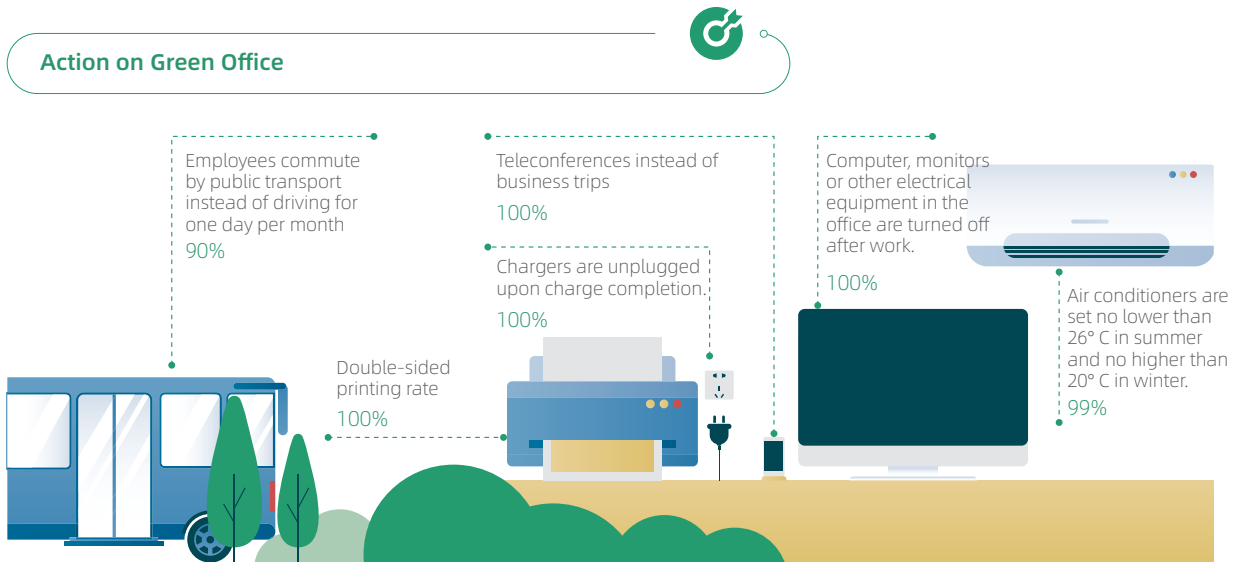 Action on Green Office
Employees commute
by public transport
instead of driving for
one day per month
90%
Teleconferences instead of
business trips
100%
Chargers are unplugged
upon charge completion.
100%
Double-sided
printing rate
100%
Computer, monitors
or other electrical
equipment in the
office are turned off
after work.
100%
Air conditioners are
set no lower than
26° C in summer
and no higher than
20° C in winter.
99%